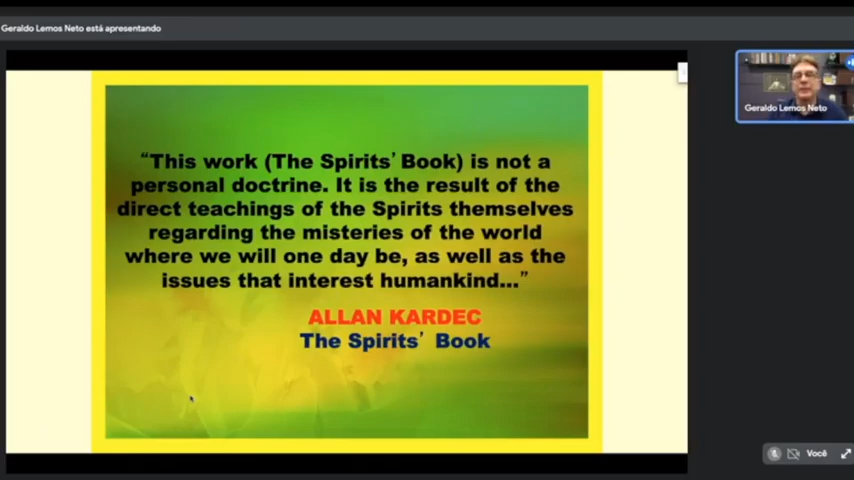 Geraldo Lemos Neto está apresentando
“This work (The Spirits’ Book) is not a
personal doctrine. It is the result of the
direct teachings of the Spirits themselves
regarding the misteries of the world
where we will one day be, as well as the
issues that interest humankind...”
ALLAN KARDEC
The Spirits’ Book
Geraldo Lemos Neto
Você